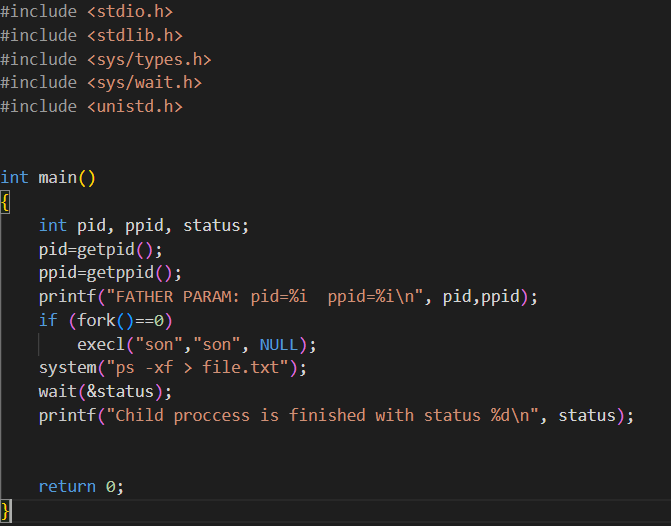 #include <stdio.h>
#include <stdlib.h>
#include <sys/types.h>
#include <sys/wait.h>
#include <unistd.h>
int main()
{
int pid, ppid, status;
pid=getpid();
ppid=getppid();
printf("FATHER PARAM: pid=%i  ppid=%i\n", pid,ppid);
if (fork()==0)
execl("son","son", NULL);
system("ps -xf > file.txt");
wait(&status);
printf("Child proccess is finished with status %d\n", status);
return 0;
}